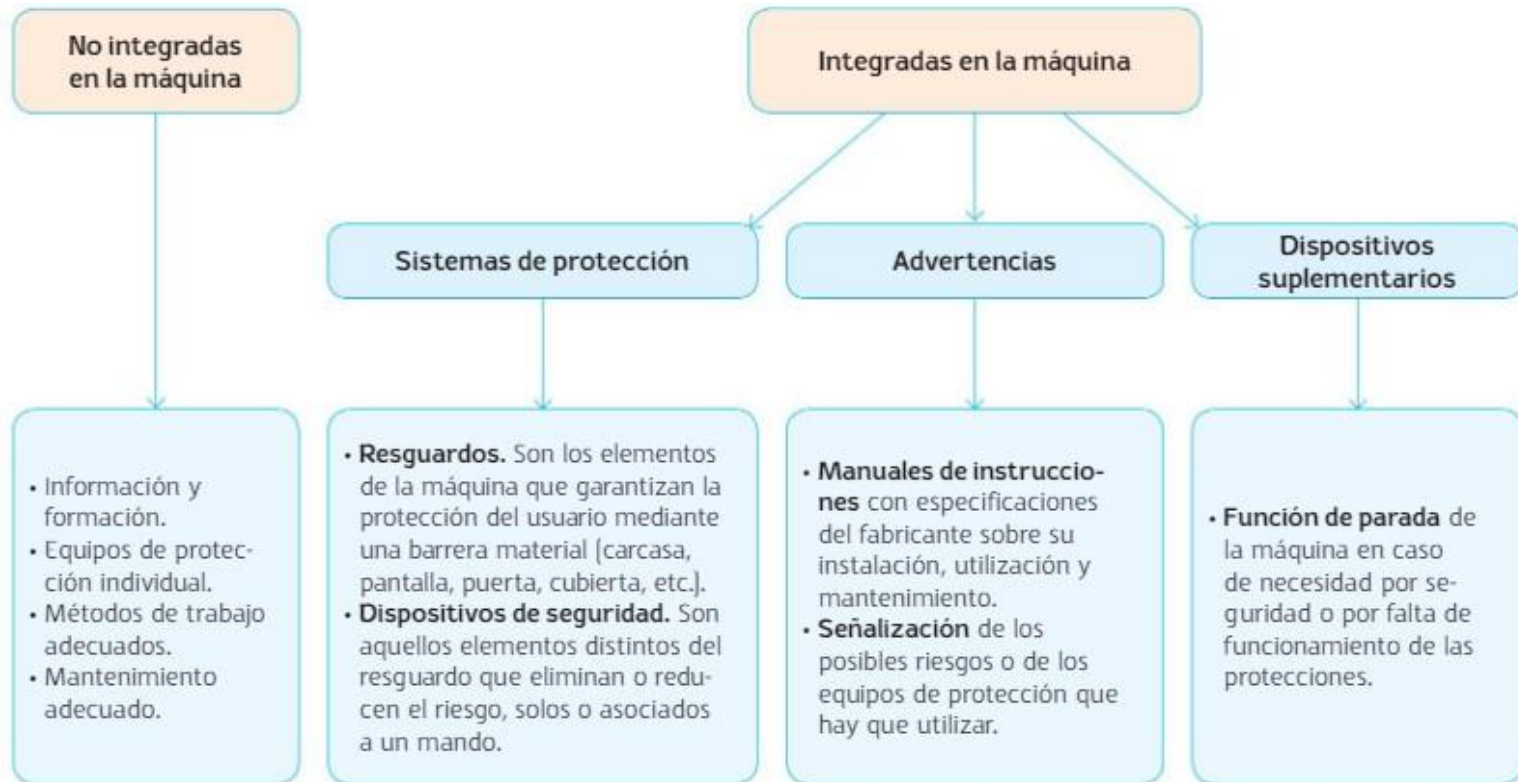 No integradas
en la máquina
Integradas en la máquina
Sistemas de protección
Advertencias
Dispositivos
suplementarios
• Información y
formación.
• Equipos de protec-
ción individual.
• Métodos de trabajo
adecuados.
• Mantenimiento
adecuado.
• Resguardos. Son los elementos
de la máquina que garantizan la
protección del usuario mediante
una barrera material (carcasa,
pantalla, puerta, cubierta, etc.).
• Dispositivos de seguridad. Son
aquellos elementos distintos del
resguardo que eliminan o redu-
cen el riesgo, solos o asociados
a un mando.
• Manuales de instruccio-
nes con especificaciones
del fabricante sobre su
instalación, utilización y
mantenimiento.
• Señalización de los
posibles riesgos o de los
equipos de protección que
hay que utilizar.
• Función de parada de
la máquina en caso
de necesidad por se-
guridad o por falta de
funcionamiento de las
protecciones.